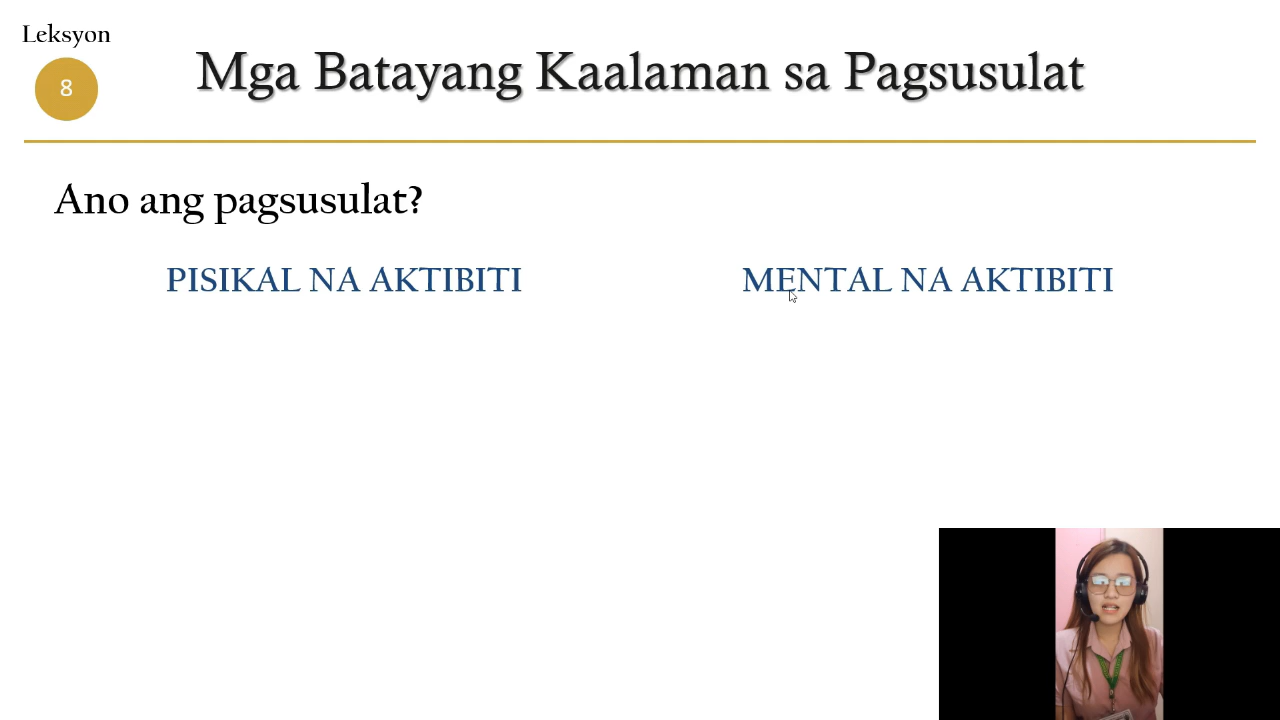 Leksyon
8
Mga Batayang Kaalaman sa Pagsusulat
Ano ang pagsusulat?
PISIKAL NA AKTIBITI
MENTAL NA AKTIBITI